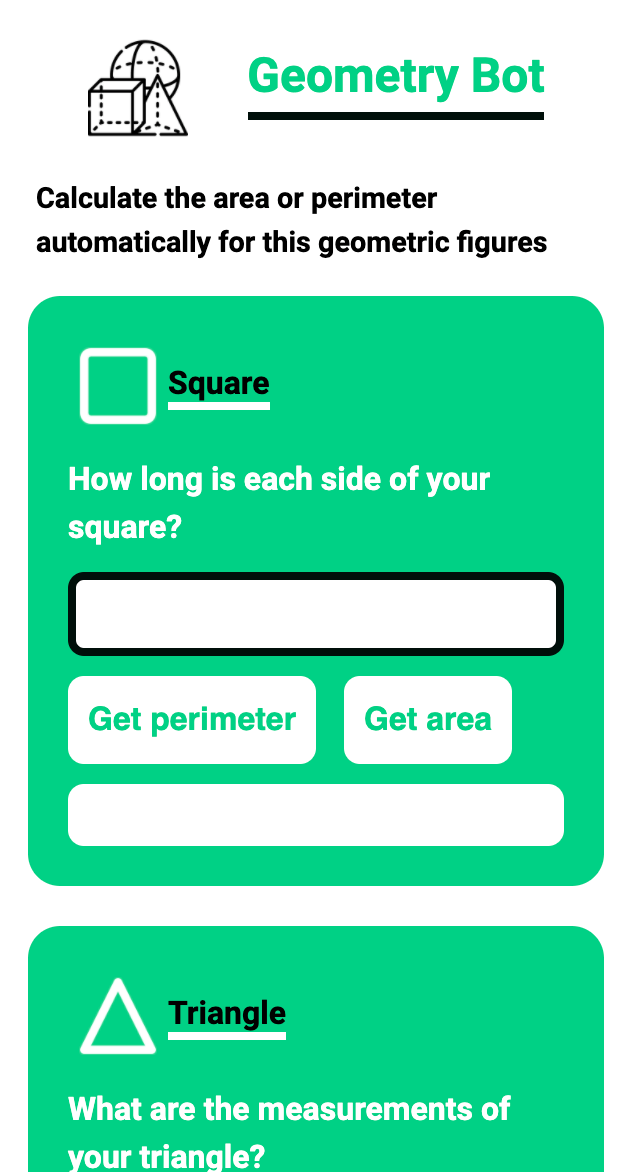 Geometry Bot
Calculate the area or perimeter
automatically for this geometric figures
Square
How long is each side of your
square?
Get perimeter Get area
Triangle
What are the measurements of
your triangle?